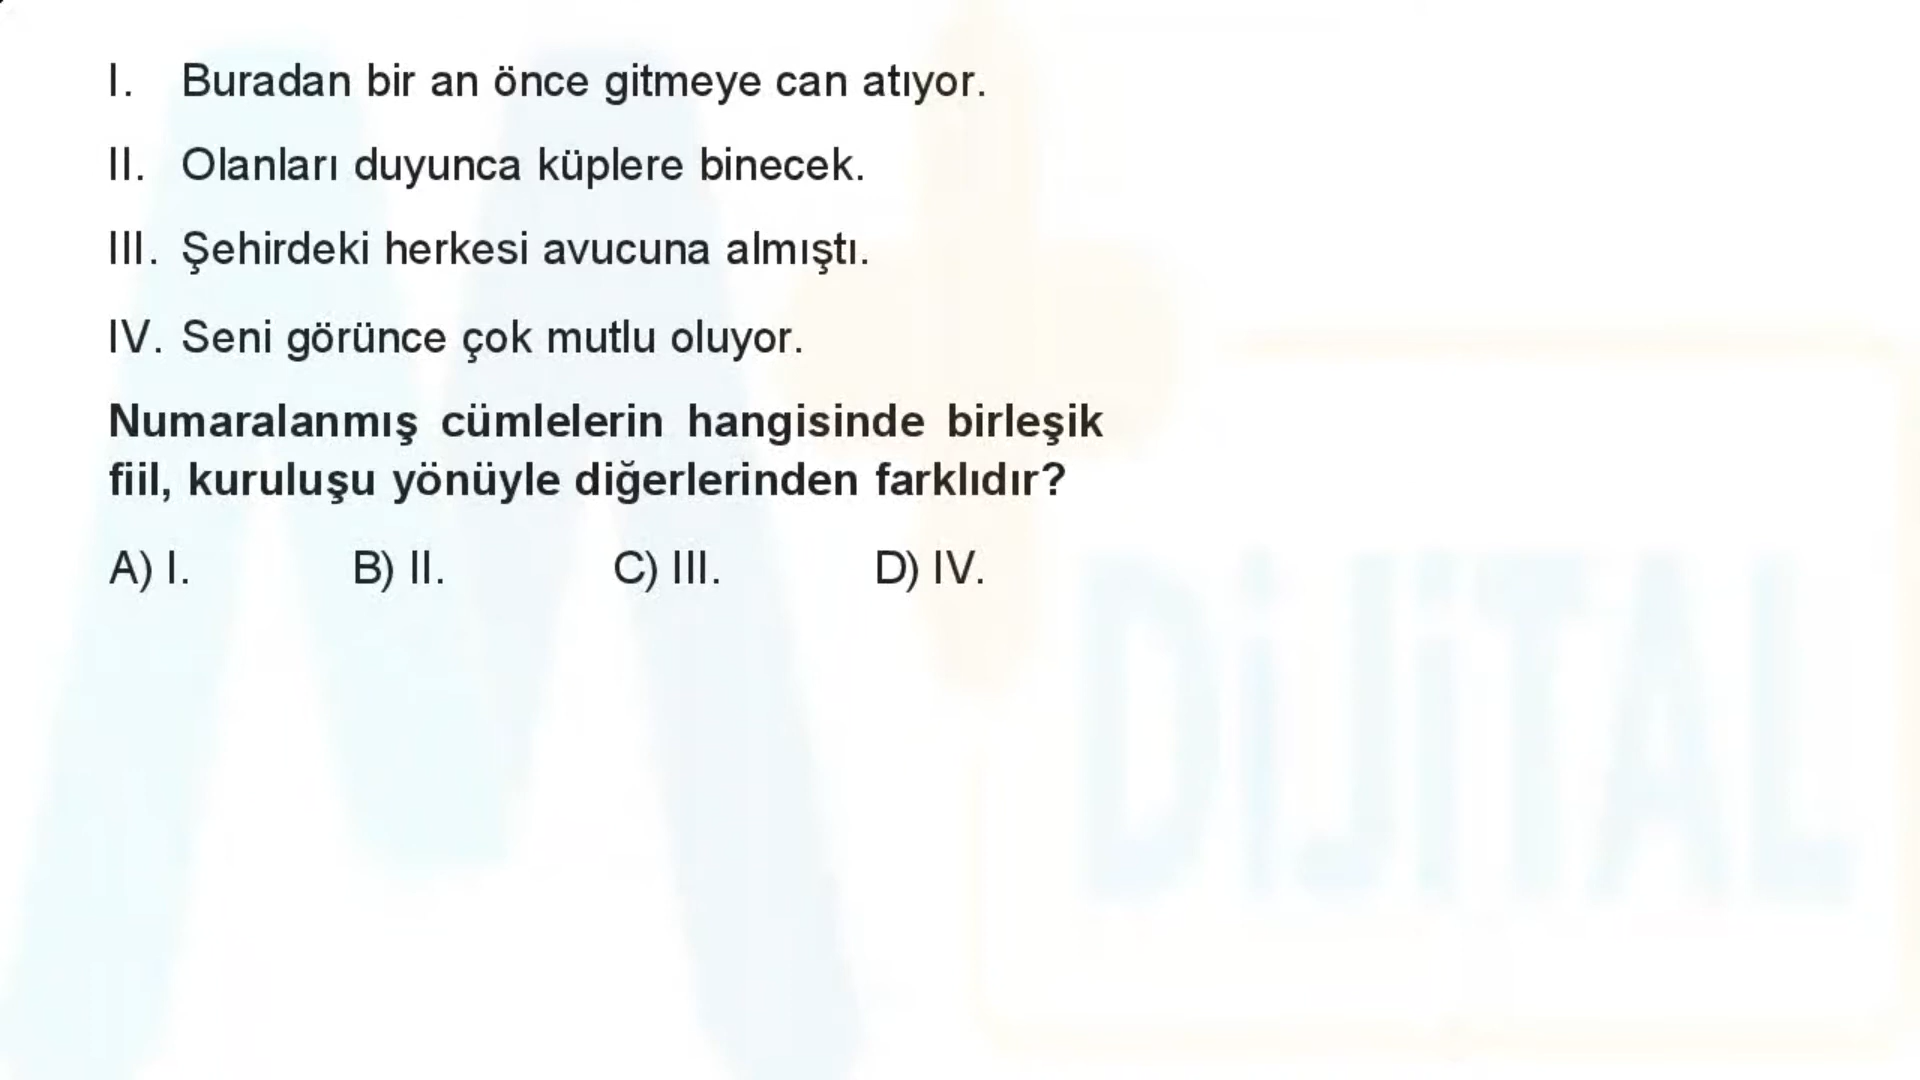 I. Buradan bir an önce gitmeye can atıyor.
II. Olanları duyunca küplere binecek.
III. Şehirdeki herkesi avucuna almıştı.
IV. Seni görünce çok mutlu oluyor.
Numaralanmış cümlelerin hangisinde birleşik
fiil, kuruluşu yönüyle diğerlerinden farklıdır?
A) I. B) II. C) III. D) IV.
DİJİTAL